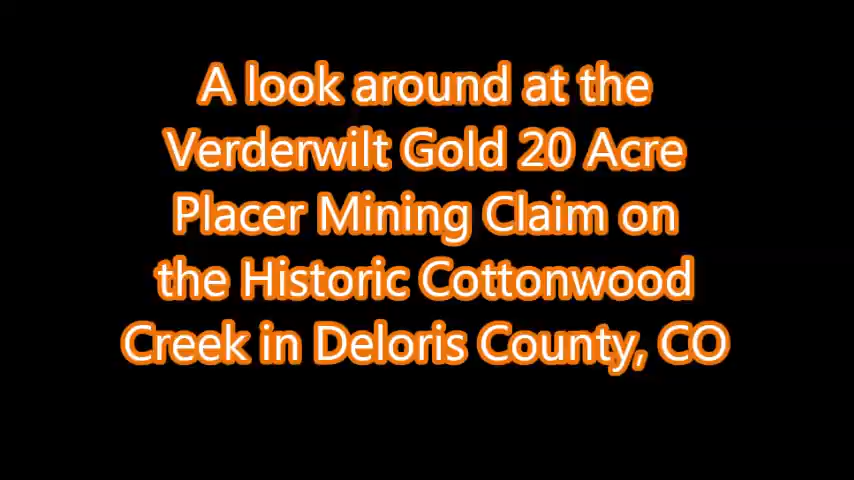 A look around at the
Verderwilt Gold 20 Acre
Placer Mining Claim on
the Historic Cottonwood
Creek in Deloris County, CO